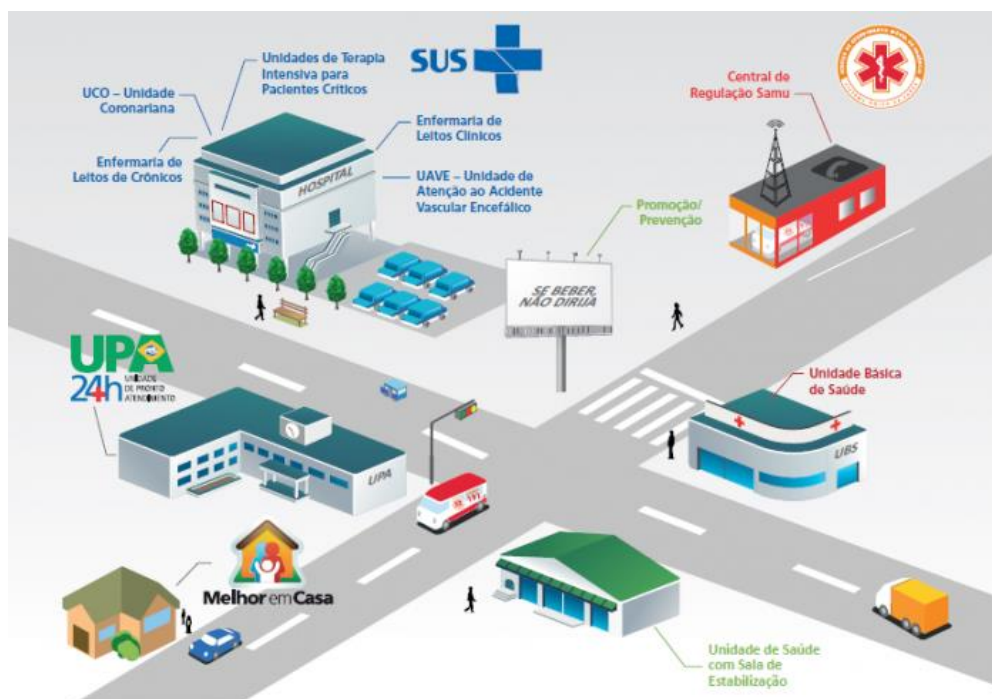 SUS
Unidades de Terapia
Intensiva para
Pacientes Críticos
UCO – Unidade
Coronariana
Enfermaria de
Leitos de Crônicos
Enfermaria de
Leitos Clínicos
UAVE – Unidade de
Atenção ao Acidente
Vascular Encefálico
HOSPITAL
Central de
Regulação Samu
Promoção/
Prevenção
SE BEBER,
NÃO DIRIJA
UPA
24h
UNIDADE
DE PRONTO
ATENDIMENTO
UPA
Unidade Básica
de Saúde
UBS
Melhor em Casa
Unidade de Saúde
com Sala de
Estabilização